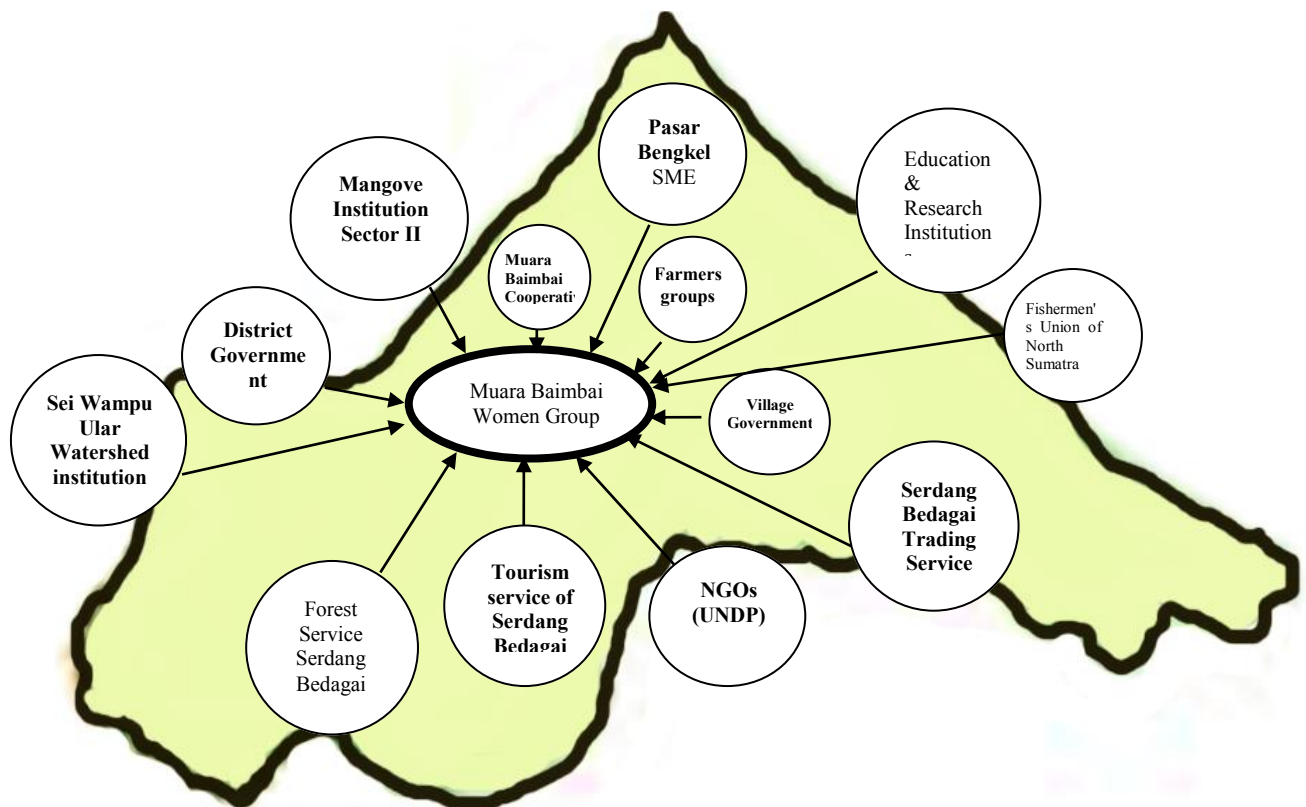 Pasar
Bengkel
SME
Education
&
Research
Institution
Mangove
Institution
Sector II
Muara
Baimbai
Cooperati
Farmers
groups
Fishermen'
s Union of
North
Sumatra
District
Governme
nt
Muara Baimbai
Women Group
Village
Government
Sei Wampu
Ular
Watershed
institution
Serdang
Bedagai
Trading
Service
Tourism
service of
Serdang
Bedagai
NGOs
(UNDP)
Forest
Service
Serdang
Bedagai